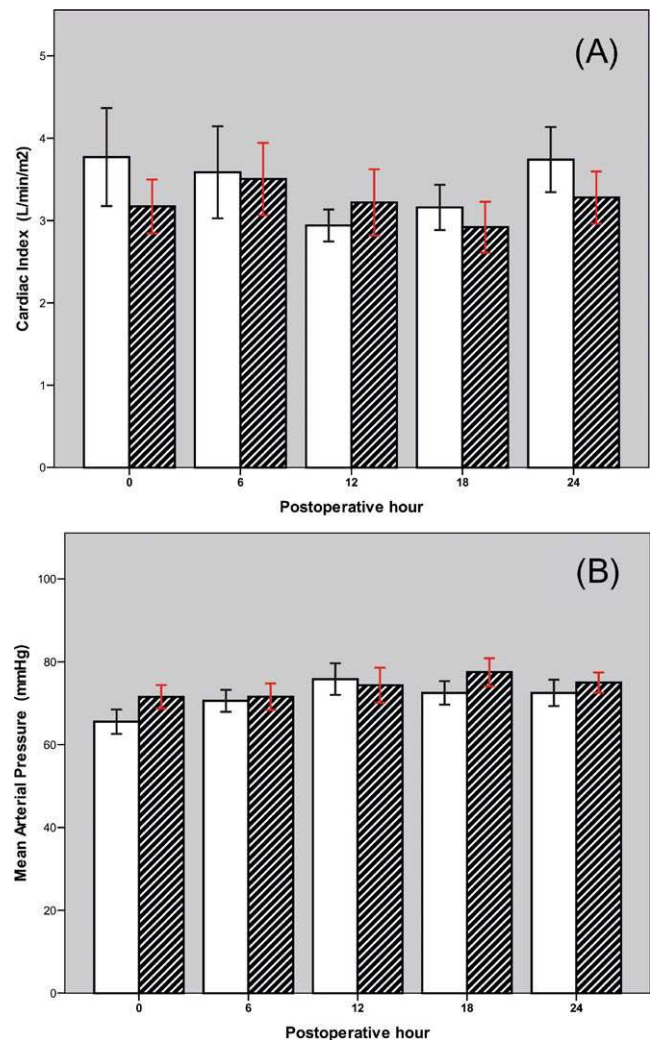 (A)
5
4
3
2
1
0
Cardiac Index (L/min/m2)
0 6 12 18 24
Postoperative hour
(B)
100
80
60
40
20
0
Mean Arterial Pressure (mmHg)
0 6 12 18 24
Postoperative hour